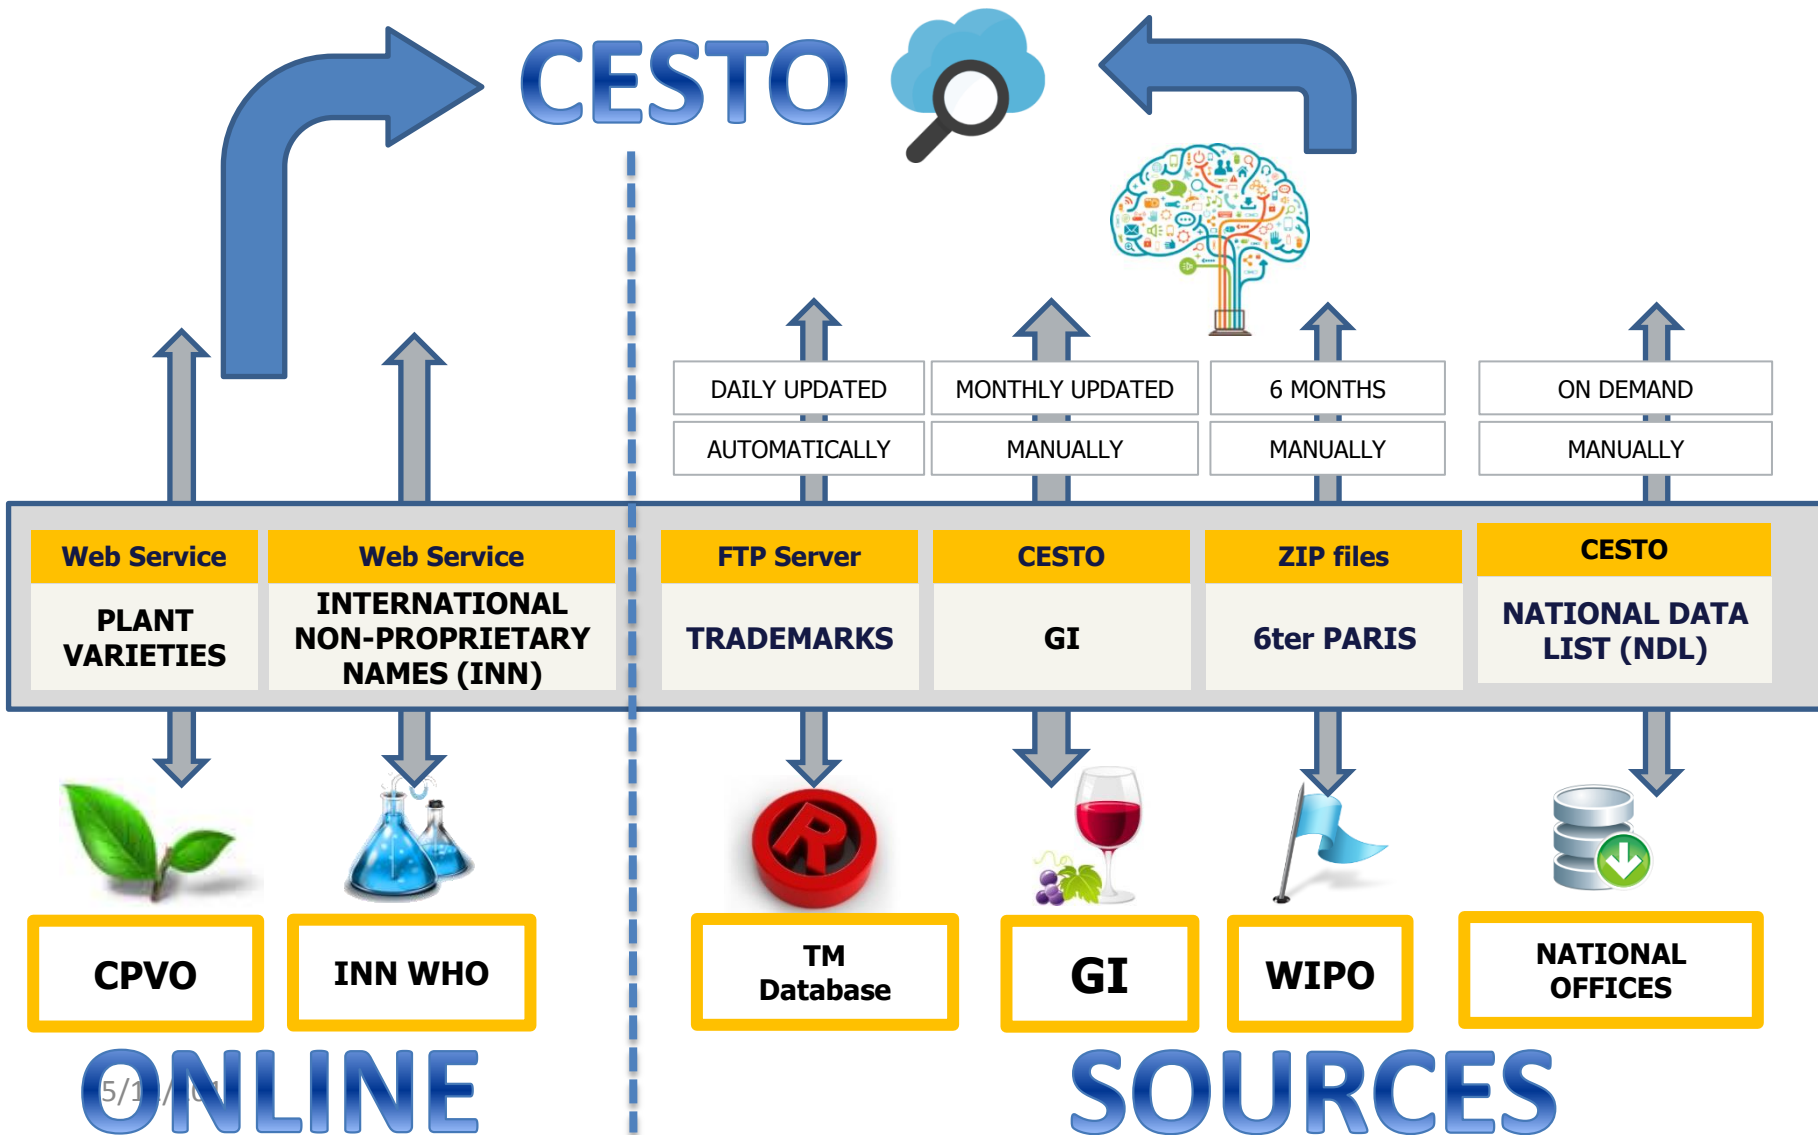 CESTO
DAILY UPDATED
MONTHLY UPDATED
6 MONTHS
ON DEMAND
AUTOMATICALLY
MANUALLY
MANUALLY
MANUALLY
Web Service
Web Service
FTP Server
CESTO
ZIP files
CESTO
PLANT
VARIETIES
INTERNATIONAL
NON-PROPRIETARY
NAMES (INN)
TRADEMARKS
GI
6ter PARIS
NATIONAL DATA
LIST (NDL)
R
CPVO
INN WHO
TM
Database
GI
WIPO
NATIONAL
OFFICES
ONLINE
SOURCES